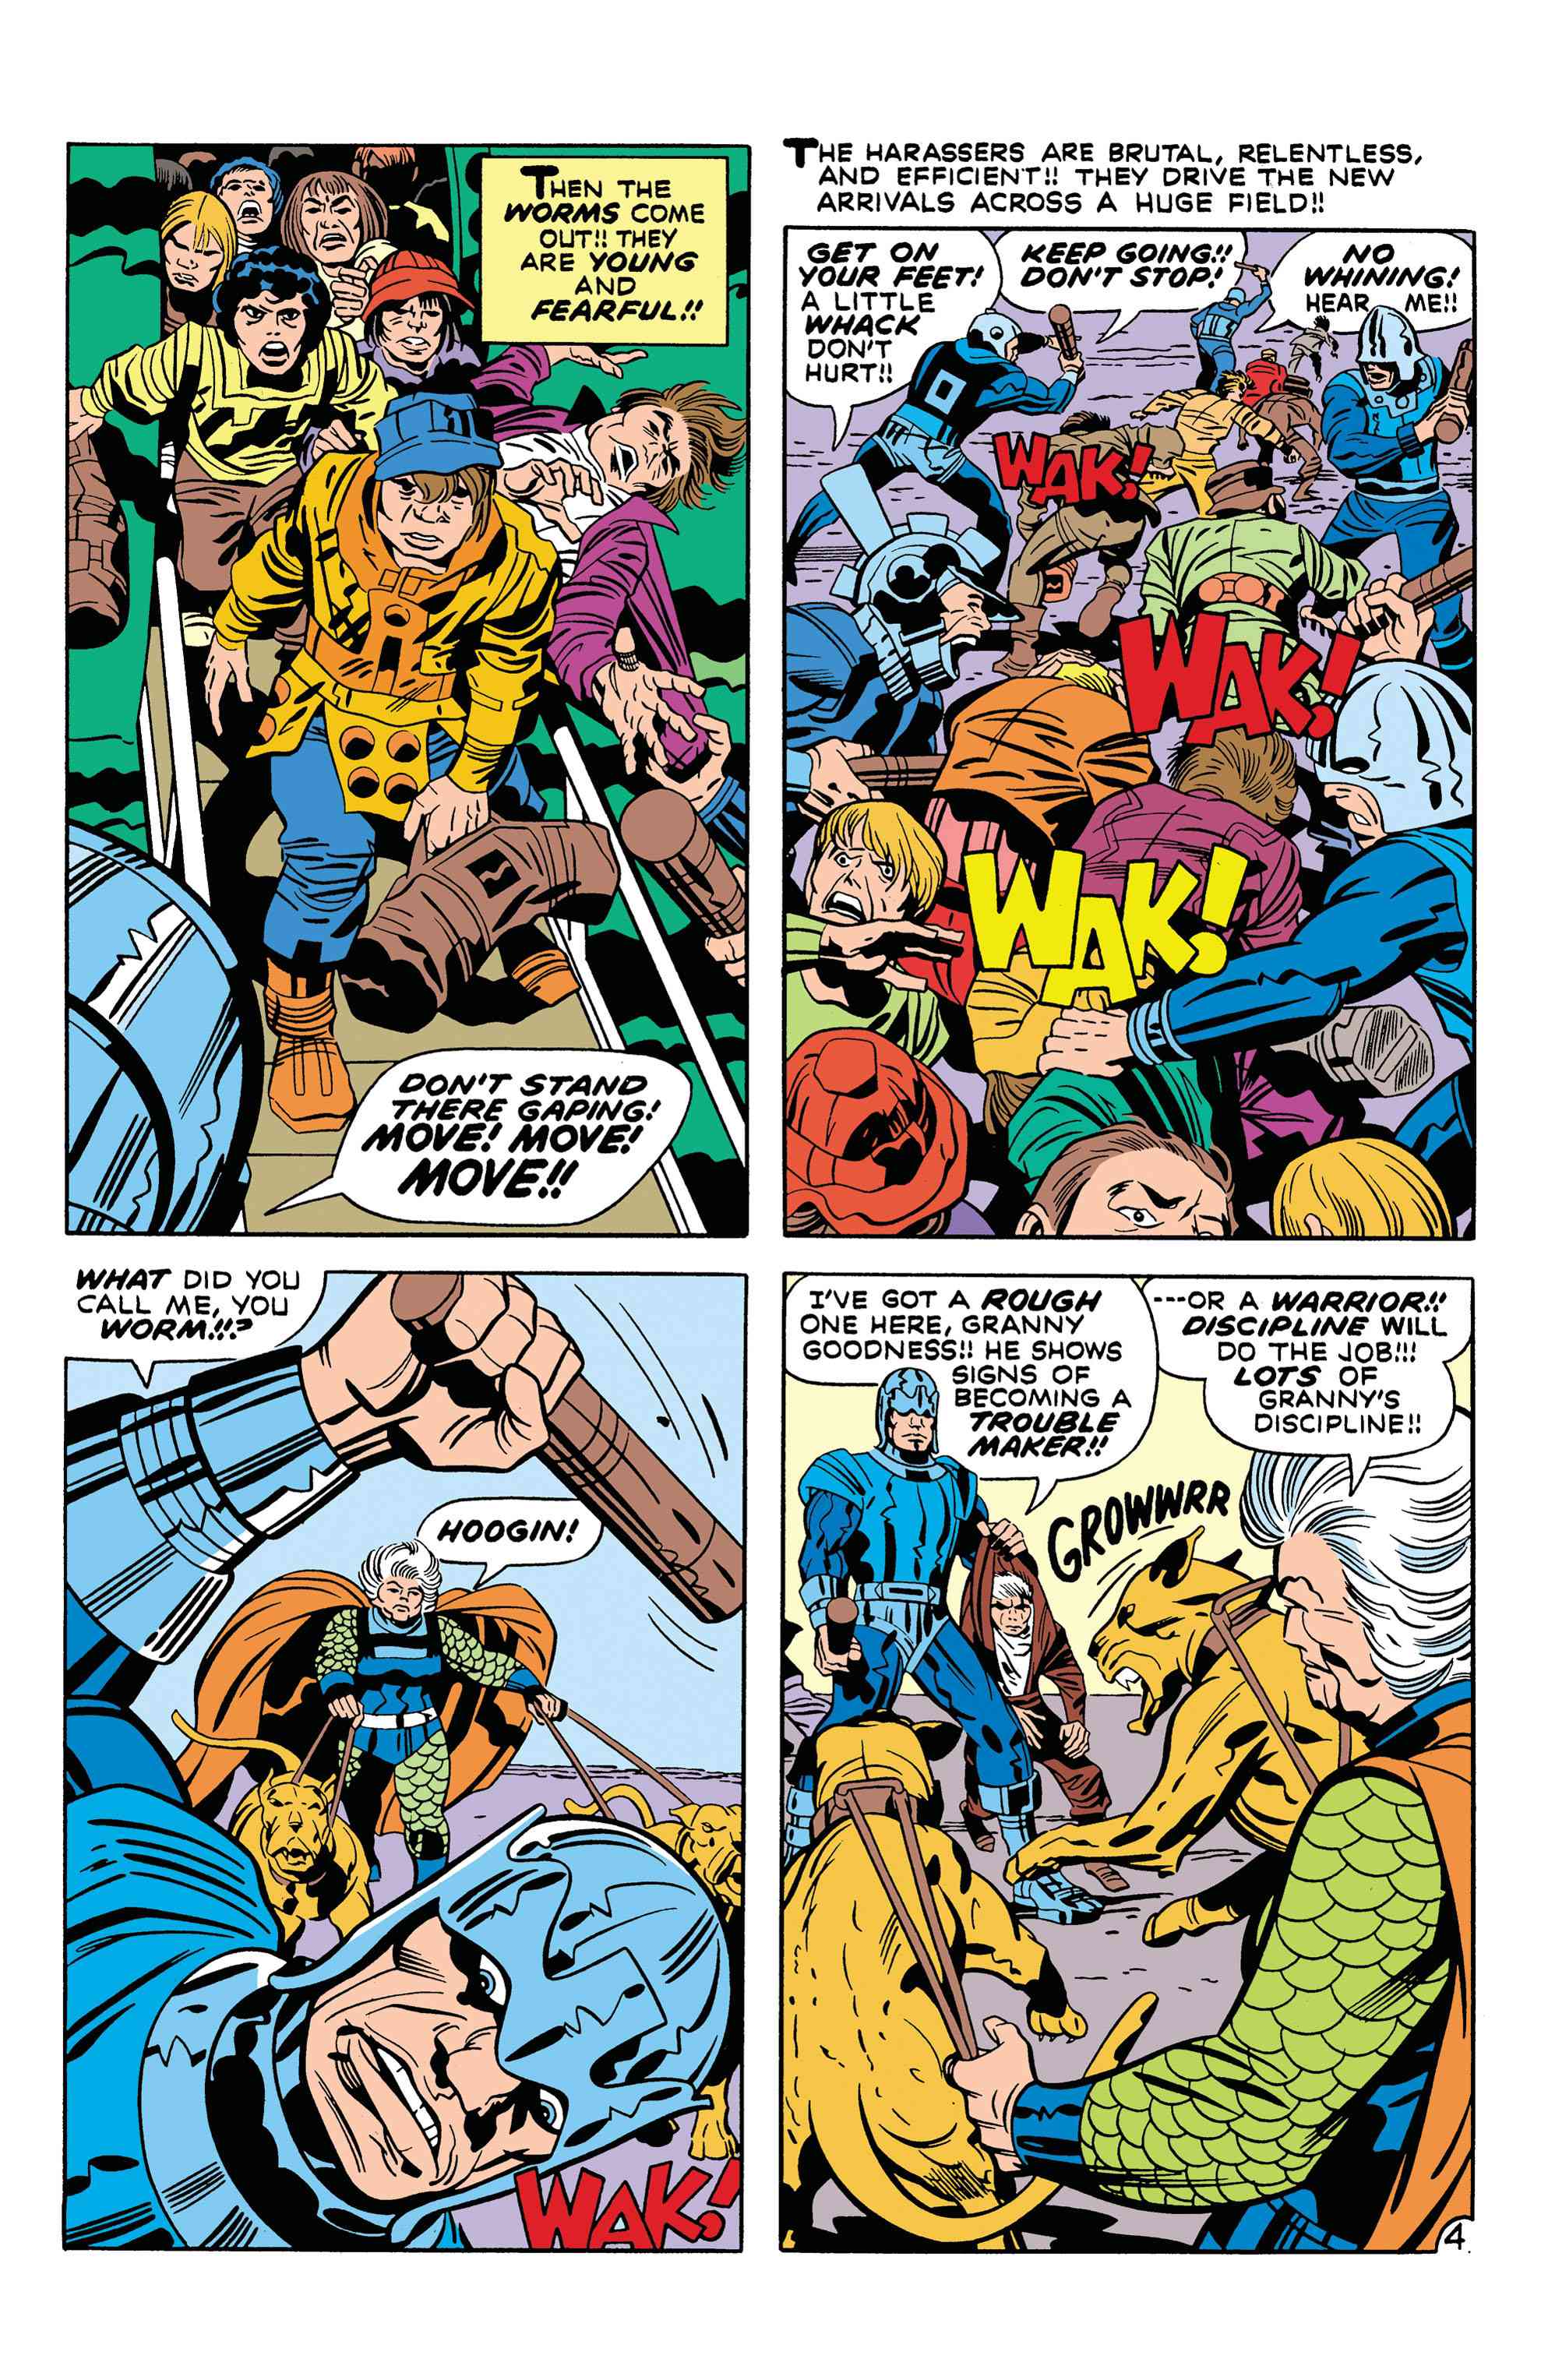 THEN THE
WORMS COME
OUT!! THEY
ARE YOUNG
AND
FEARFUL!!
DON'T STAND
THERE GAPING!
MOVE! MOVE!
MOVE!!
THE HARASSERS ARE BRUTAL, RELENTLESS,
AND EFFICIENT!! THEY DRIVE THE NEW
ARRIVALS ACROSS A HUGE FIELD!!
GET ON
YOUR FEET!
A LITTLE
WHACK
DON'T
HURT!!
KEEP GOING!!
DON'T STOP!
NO
WHINING!
HEAR ME!!
WAK!
WAK!
WAK!
WHAT DID YOU
CALL ME, YOU
WORM!!?
HOOGIN!
WAK!
I'VE GOT A ROUGH
ONE HERE, GRANNY
GOODNESS!! HE SHOWS
SIGNS OF
BECOMING A
TROUBLE
MAKER!!
---OR A WARRIOR!!
DISCIPLINE WILL
DO THE JOB!!!
LOTS OF
GRANNY'S
DISCIPLINE!!
GROWWRR
4